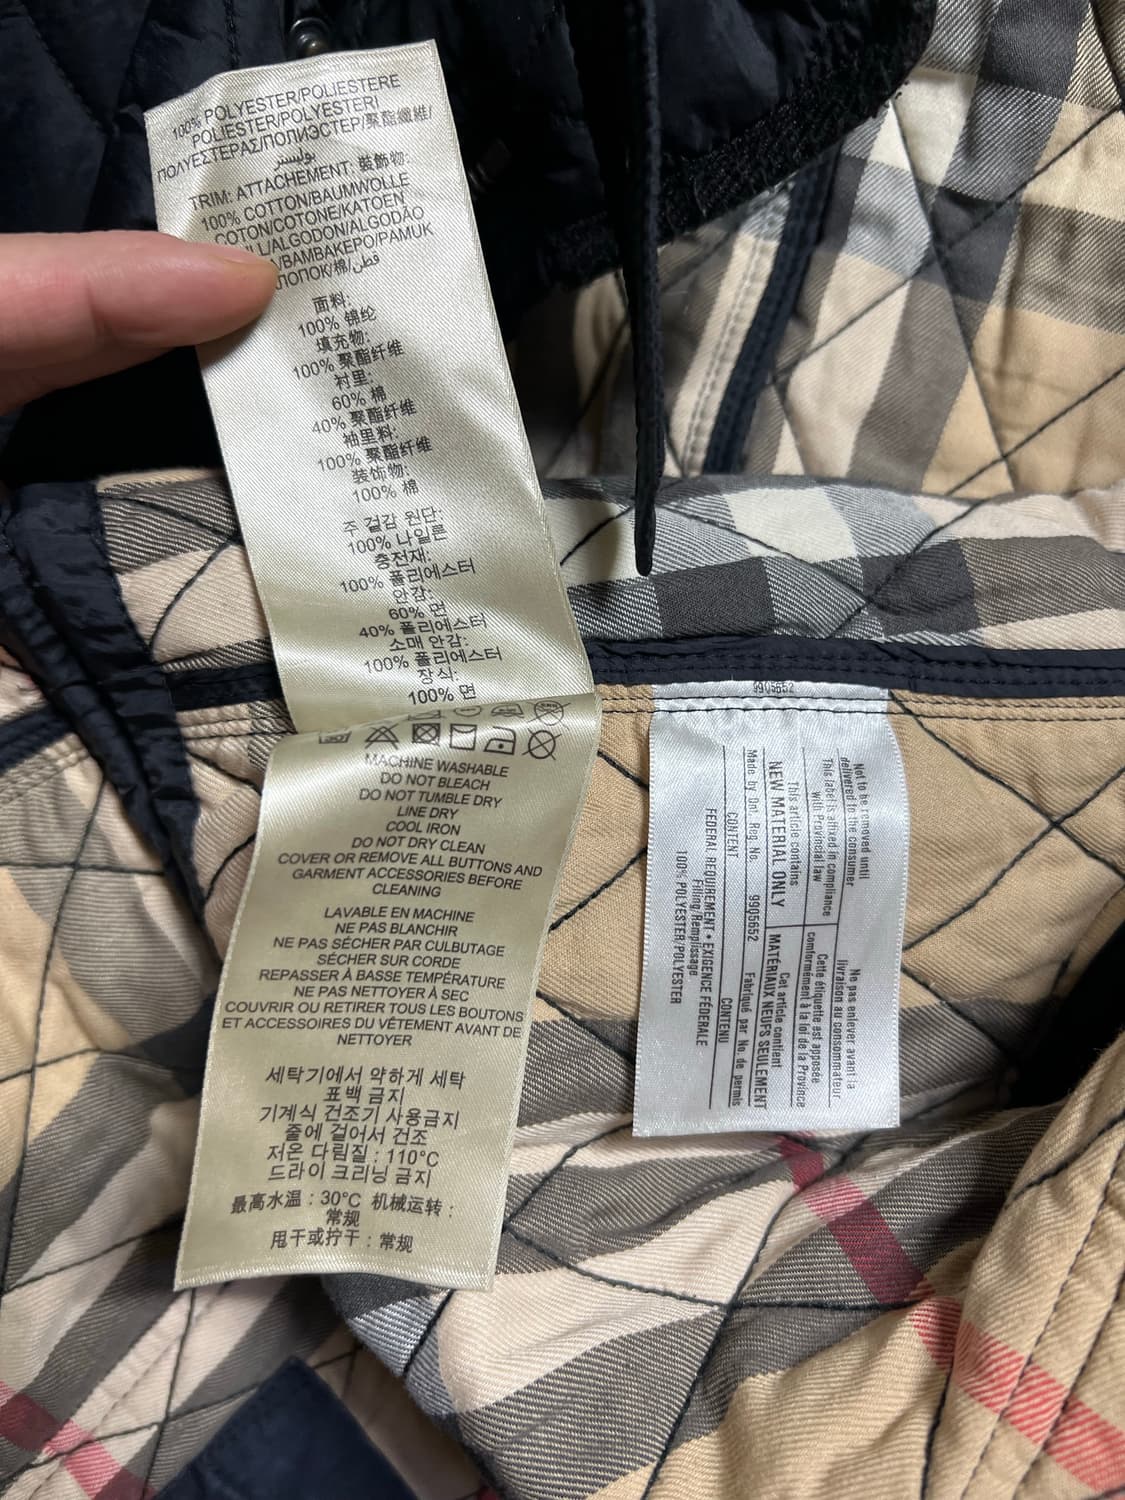 100% POLYESTER/POLIESTERE
POLIESTER/POLYESTERI
ΠΟΛΥΕΣΤΕΡΑΣ/ПОЛИЭСТЕР/聚酯纖維/
بوليستر
TRIM: ATTACHEMENT: 裝飾物:
100% COTTON/BAUMWOLLE
COTON/COTONE/KATOEN
/ALGODON/ALGODÃO
/ΒΑΜΒΑΚΕΡΟ/PAMUK
قطن/棉/
面料:
100% 锦纶
填充物:
100% 聚酯纤维
衬里:
60% 棉
40% 聚酯纤维
袖里料:
100% 聚酯纤维
装饰物:
100% 棉
주 겉감 원단:
100% 나일론
충전재:
100% 폴리에스터
안감:
60% 면
40% 폴리에스터
소매 안감:
100% 폴리에스터
장식:
100% 면
30
MACHINE WASHABLE
DO NOT BLEACH
DO NOT TUMBLE DRY
LINE DRY
COOL IRON
DO NOT DRY CLEAN
COVER OR REMOVE ALL BUTTONS AND
GARMENT ACCESSORIES BEFORE
CLEANING
LAVABLE EN MACHINE
NE PAS BLANCHIR
NE PAS SÉCHER PAR CULBUTAGE
SÉCHER SUR CORDE
REPASSER À BASSE TEMPÉRATURE
NE PAS NETTOYER À SEC
COUVRIR OU RETIRER TOUS LES BOUTONS
ET ACCESSOIRES DU VÊTEMENT AVANT DE
NETTOYER
세탁기에서 약하게 세탁
표백 금지
기계식 건조기 사용금지
줄에 걸어서 건조
저온 다림질 : 110°C
드라이 크리닝 금지
最高水温 : 30°C 机械运转 :
常规
甩干或拧干 : 常规
9905652
Not to be removed until
delivered to the consumer
This label is affixed in compliance
with Provincial law
This article contains
NEW MATERIAL ONLY
Made by Ont. Reg. No. 9905652
CONTENT
Ne pas enlever avant la
livraison au consommateur
Cette étiquette est apposée
conformément à la loi de la Province
Cet article contient
MATÉRIAUX NEUFS SEULEMENT
Fabriqué par No. de permis
CONTENU
FEDERAL REQUIREMENT • EXIGENCE FÉDÉRALE
Filling/Remplissage
100% POLYESTER/POLYESTER